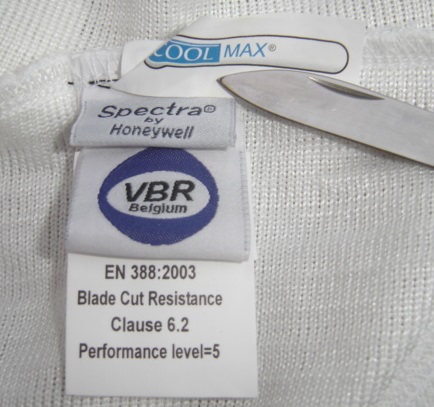 COOLMAX®
Spectra®
by
Honeywell
VBR
Belgium
EN 388:2003
Blade Cut Resistance
Clause 6.2
Performance level=5